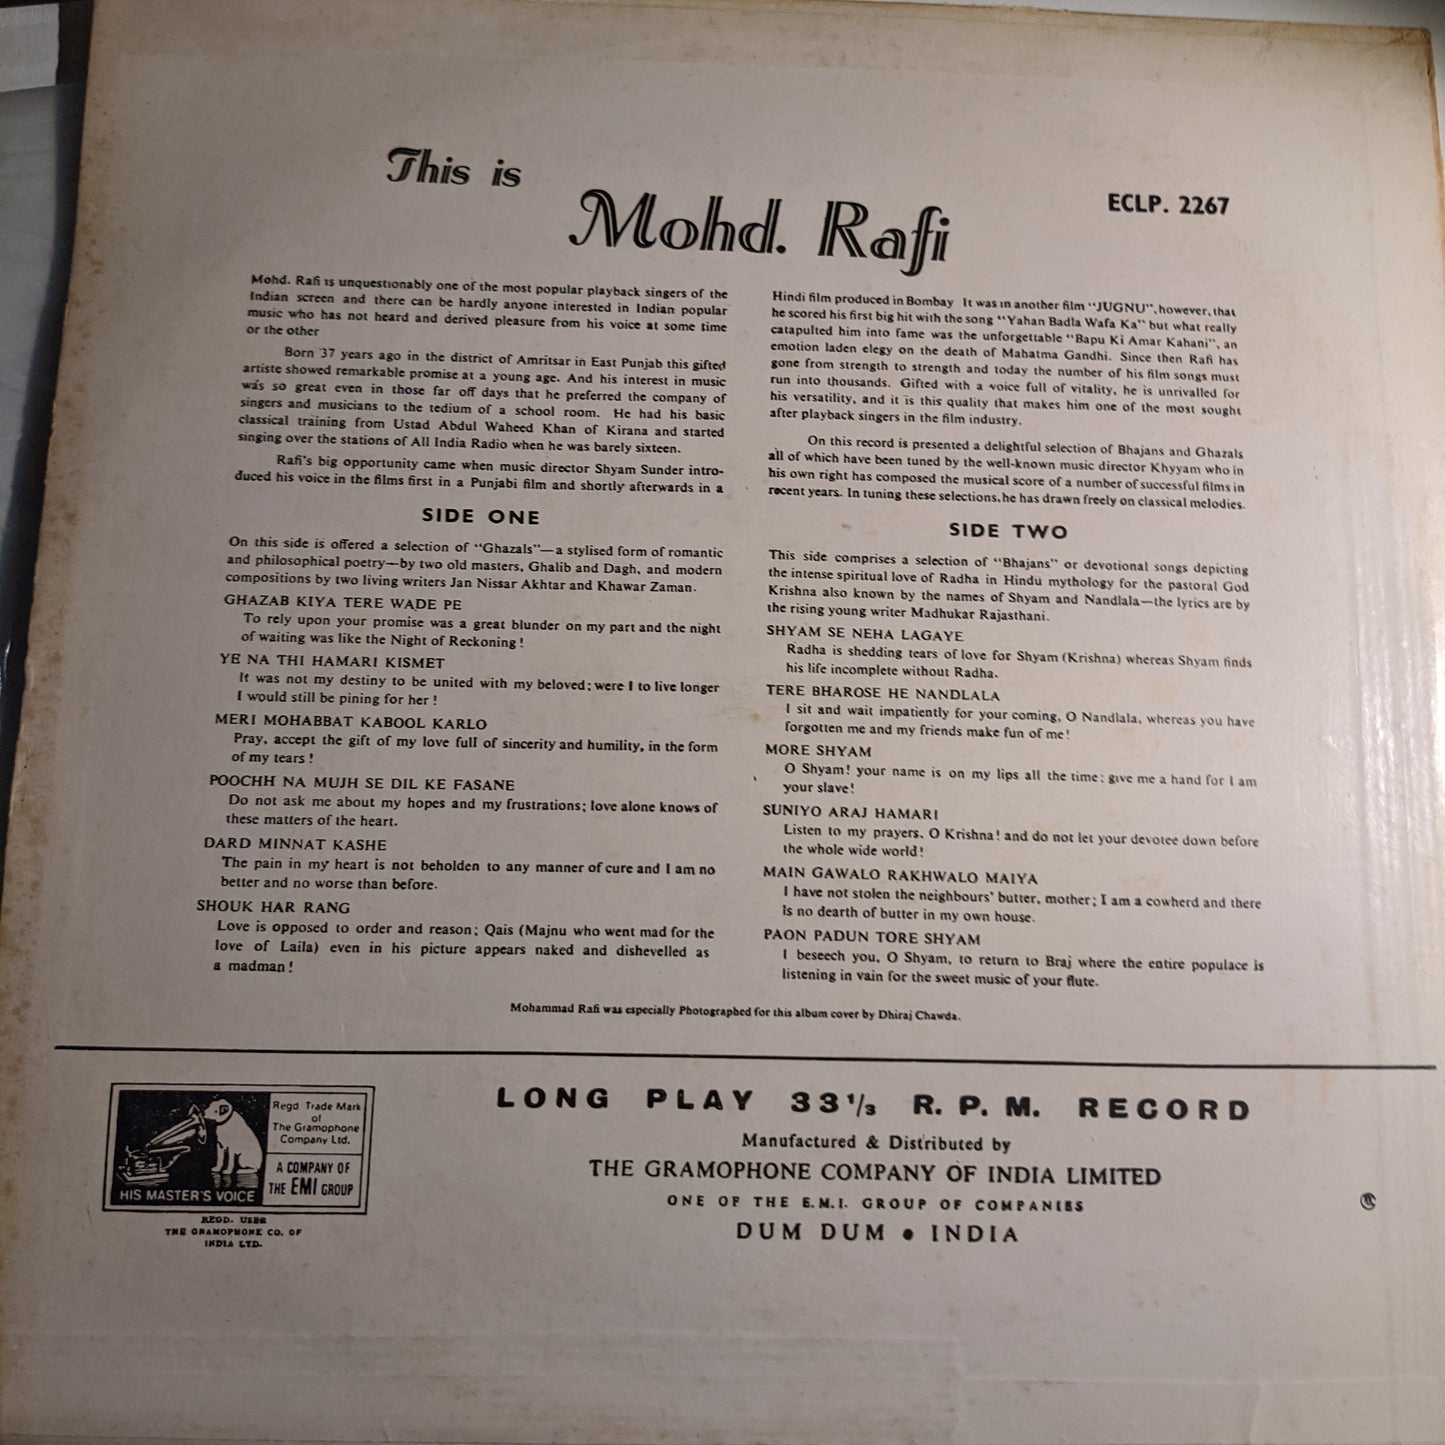 This is
Mohd. Rafi
ECLP. 2267
Mohd. Rafi is unquestionably one of the most popular playback singers of the
Indian screen and there can be hardly anyone interested in Indian popular
music who has not heard and derived pleasure from his voice at some time
or the other
Born 37 years ago in the district of Amritsar in East Punjab this gifted
artiste showed remarkable promise at a young age. And his interest in music
was so great even in those far off days that he preferred the company of
singers and musicians to the tedium of a school room. He had his basic
classical training from Ustad Abdul Waheed Khan of Kirana and started
singing over the stations of All India Radio when he was barely sixteen.
Rafi's big opportunity came when music director Shyam Sunder intro-
duced his voice in the films first in a Punjabi film and shortly afterwards in a
Hindi film produced in Bombay It was in another film "JUGNU", however, that
he scored his first big hit with the song "Yahan Badla Wafa Ka" but what really
catapulted him into fame was the unforgettable "Bapu Ki Amar Kahani", an
emotion laden elegy on the death of Mahatma Gandhi. Since then Rafi has
gone from strength to strength and today the number of his film songs must
run into thousands. Gifted with a voice full of vitality, he is unrivalled for
his versatility, and it is this quality that makes him one of the most sought
after playback singers in the film industry.
On this record is presented a delightful selection of Bhajans and Ghazals
all of which have been tuned by the well-known music director Khyyam who in
his own right has composed the musical score of a number of successful films in
recent years. In tuning these selections, he has drawn freely on classical melodies.
SIDE ONE
On this side is offered a selection of "Ghazals"—a stylised form of romantic
and philosophical poetry—by two old masters, Ghalib and Dagh, and modern
compositions by two living writers Jan Nissar Akhtar and Khawar Zaman.
GHAZAB KIYA TERE WADE PE
To rely upon your promise was a great blunder on my part and the night
of waiting was like the Night of Reckoning!
YE NA THI HAMARI KISMET
It was not my destiny to be united with my beloved; were I to live longer
I would still be pining for her!
MERI MOHABBAT KABOOL KARLO
Pray, accept the gift of my love full of sincerity and humility, in the form
of my tears!
POOCHH NA MUJH SE DIL KE FASANE
Do not ask me about my hopes and my frustrations; love alone knows of
these matters of the heart.
DARD MINNAT KASHE
The pain in my heart is not beholden to any manner of cure and I am no
better and no worse than before.
SHOUK HAR RANG
Love is opposed to order and reason; Qais (Majnu who went mad for the
love of Laila) even in his picture appears naked and dishevelled as
a madman!
SIDE TWO
This side comprises a selection of "Bhajans" or devotional songs depicting
the intense spiritual love of Radha in Hindu mythology for the pastoral God
Krishna also known by the names of Shyam and Nandlala—the lyrics are by
the rising young writer Madhukar Rajasthani.
SHYAM SE NEHA LAGAYE
Radha is shedding tears of love for Shyam (Krishna) whereas Shyam finds
his life incomplete without Radha.
TERE BHAROSE HE NANDLALA
I sit and wait impatiently for your coming, O Nandlala, whereas you have
forgotten me and my friends make fun of me!
MORE SHYAM
O Shyam! your name is on my lips all the time: give me a hand for I am
your slave!
SUNIYO ARAJ HAMARI
Listen to my prayers, O Krishna! and do not let your devotee down before
the whole wide world!
MAIN GAWALO RAKHWALO MAIYA
I have not stolen the neighbours' butter, mother; I am a cowherd and there
is no dearth of butter in my own house.
PAON PADUN TORE SHYAM
I beseech you, O Shyam, to return to Braj where the entire populace is
listening in vain for the sweet music of your flute.
Mohammad Rafi was especially Photographed for this album cover by Dhiraj Chawda.
HIS MASTER'S VOICE
Regd Trade Mark
of
The Gramophone
Company Ltd.
A COMPANY OF
THE EMI GROUP
REGD. USER
THE GRAMOPHONE CO. OF
INDIA LTD.
LONG PLAY 33⅓ R.P.M. RECORD
Manufactured & Distributed by
THE GRAMOPHONE COMPANY OF INDIA LIMITED
ONE OF THE E.M.I. GROUP OF COMPANIES
DUM DUM • INDIA